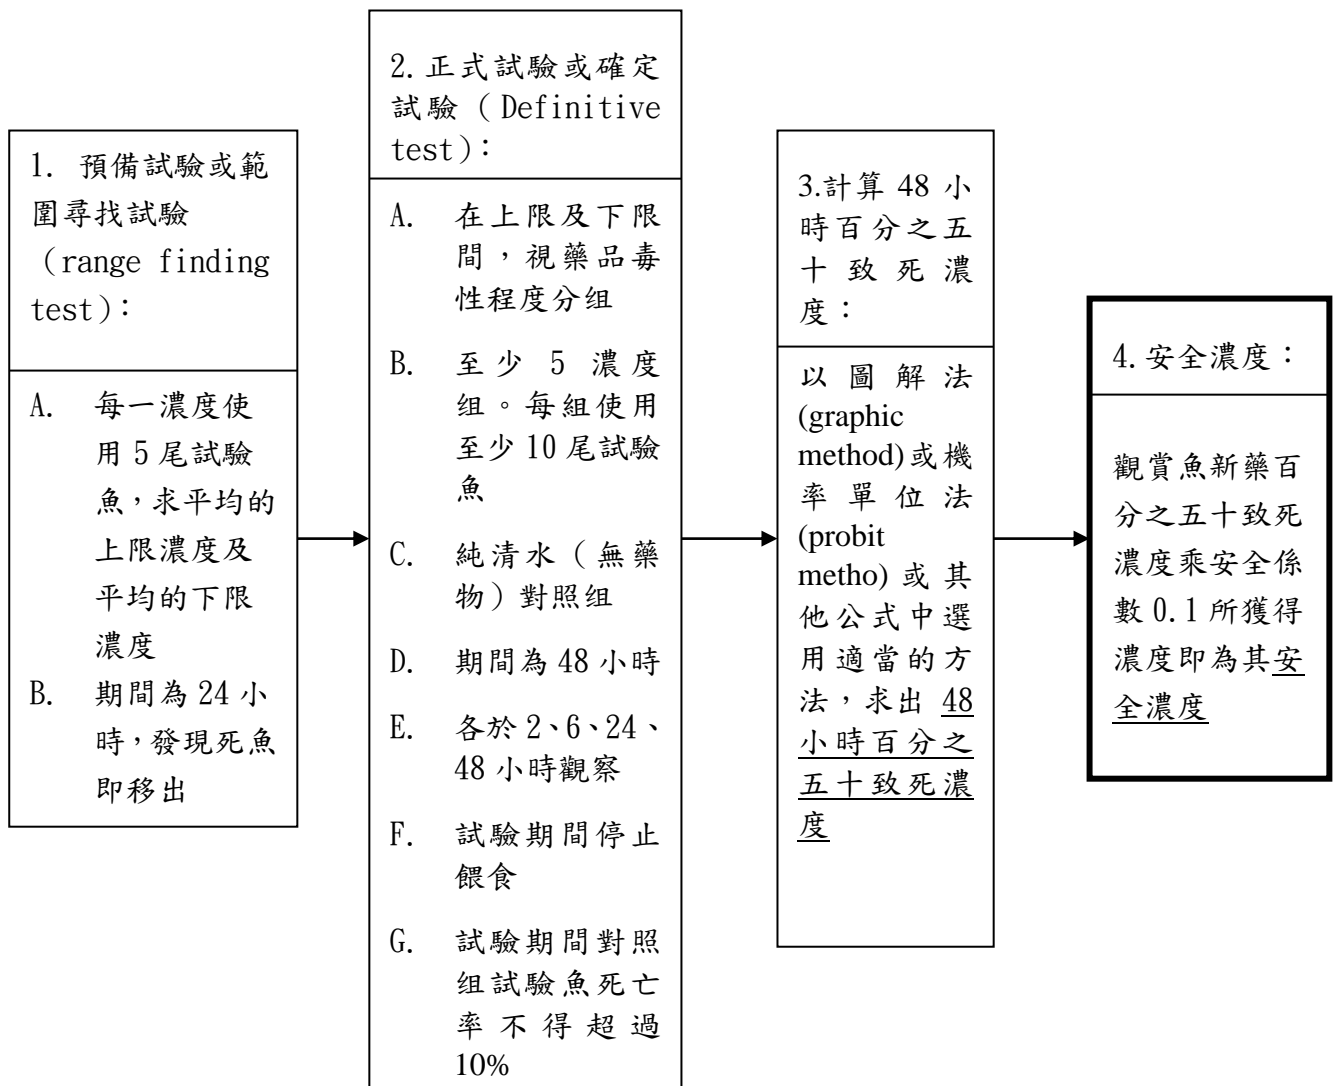 1. 預備試驗或範
圍尋找試驗
（range finding
test）：
A. 每一濃度使
用 5 尾試驗
魚，求平均的
上限濃度及
平均的下限
濃度
B. 期間為 24 小
時，發現死魚
即移出
2. 正式試驗或確定
試驗（Definitive
test）：
A. 在上限及下限
間，視藥品毒
性程度分组
B. 至少 5 濃度
组。每組使用
至少 10 尾試驗
魚
C. 純清水（無藥
物）對照组
D. 期間為 48 小時
E. 各於 2、6、24、
48 小時觀察
F. 試驗期間停止
餵食
G. 試驗期間對照
组試驗魚死亡
率不得超過
10%
3.計算 48 小
時百分之五
十致死濃
度：
以圖解法
(graphic
method)或機
率單位法
(probit
metho)或其
他公式中選
用適當的方
法，求出 48
小時百分之
五十致死濃
度
4.安全濃度：
觀賞魚新藥百
分之五十致死
濃度乘安全係
數 0.1 所獲得
濃度即為其安
全濃度